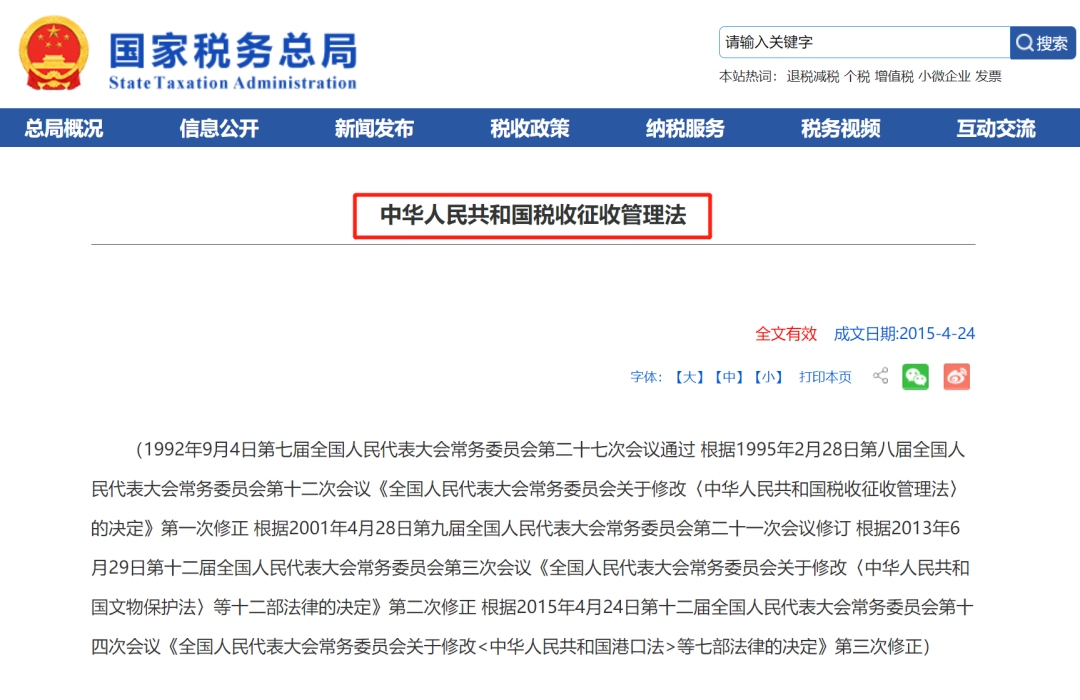 国家税务总局
State Taxation Administration
请输入关键字
搜索
本站热词： 退税减税 个税 增值税 小微企业 发票
总局概况 信息公开 新闻发布 税收政策 纳税服务 税务视频 互动交流
中华人民共和国税收征收管理法
全文有效 成文日期:2015-4-24
字体：【大】【中】【小】 打印本页
（1992年9月4日第七届全国人民代表大会常务委员会第二十七次会议通过 根据1995年2月28日第八届全国人
民代表大会常务委员会第十二次会议《全国人民代表大会常务委员会关于修改〈中华人民共和国税收征收管理法〉
的决定》第一次修正 根据2001年4月28日第九届全国人民代表大会常务委员会第二十一次会议修订 根据2013年6
月29日第十二届全国人民代表大会常务委员会第三次会议《全国人民代表大会常务委员会关于修改〈中华人民共和
国文物保护法〉等十二部法律的决定》第二次修正 根据2015年4月24日第十二届全国人民代表大会常务委员会第十
四次会议《全国人民代表大会常务委员会关于修改<中华人民共和国港口法>等七部法律的决定》第三次修正）